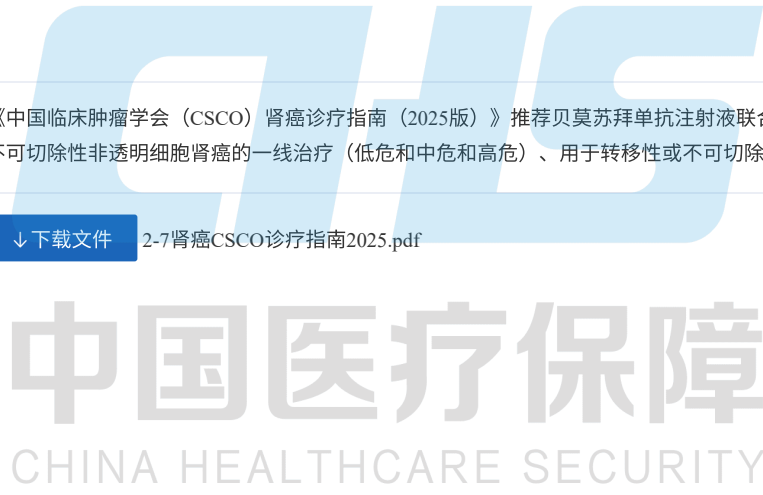 《中国临床肿瘤学会（CSCO）肾癌诊疗指南（2025版）》推荐贝莫苏拜单抗注射液联合
不可切除性非透明细胞肾癌的一线治疗（低危和中危和高危）、用于转移性或不可切除
下载文件 2-7肾癌CSCO诊疗指南2025.pdf
中国医疗保障
CHINA HEALTHCARE SECURITY